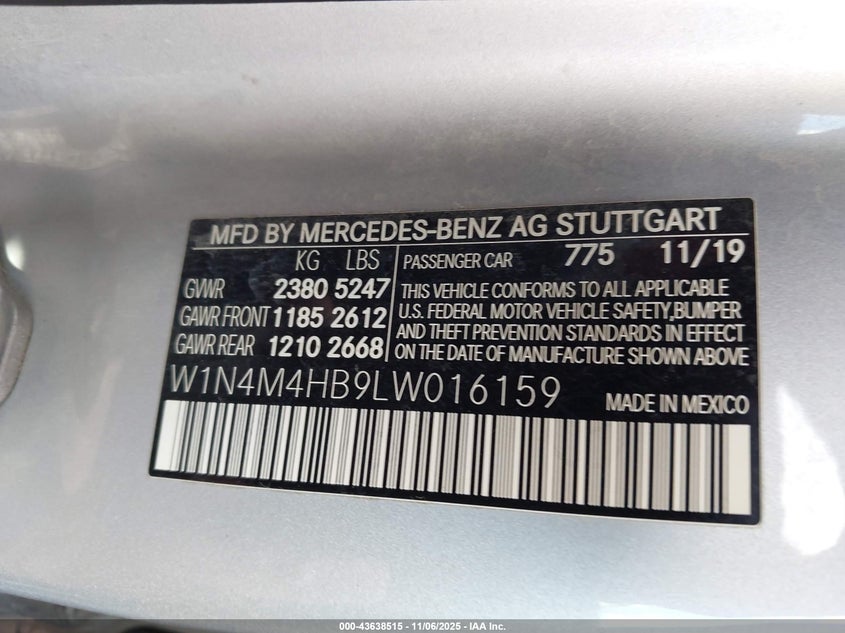 MFD BY MERCEDES-BENZ AG STUTTGART
KG LBS
GVWR 2380 5247
GAWR FRONT 1185 2612
GAWR REAR 1210 2668
PASSENGER CAR 775 11/19
THIS VEHICLE CONFORMS TO ALL APPLICABLE
U.S. FEDERAL MOTOR VEHICLE SAFETY,BUMPER
AND THEFT PREVENTION STANDARDS IN EFFECT
ON THE DATE OF MANUFACTURE SHOWN ABOVE
W1N4M4HB9LW016159
MADE IN MEXICO
000-43638515 - 11/06/2025 - IAA Inc.